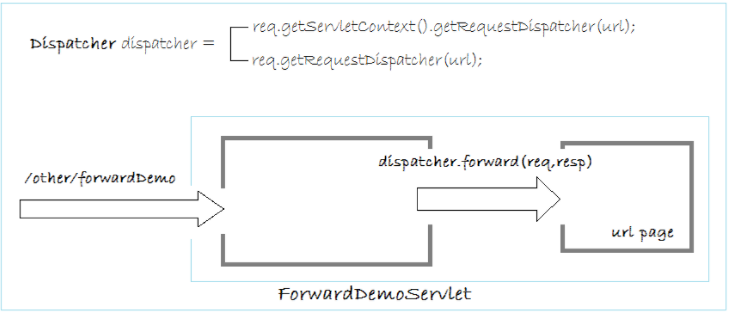 req.getServletContext().getRequestDispatcher(url);
Dispatcher dispatcher =
req.getRequestDispatcher(url);
dispatcher.forward(req,resp)
/other/forwardDemo
url page
ForwardDemoServlet